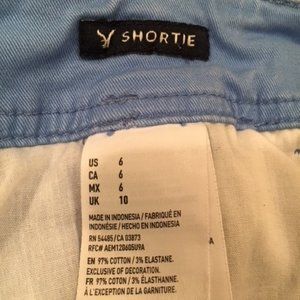 SHORTIE
US 6
CA 6
MX 6
UK 10
MADE IN INDONESIA / FABRIQUÉ EN
INDONÉSIE / HECHO EN INDONESIA
RN 54485/CA 03873
RFC# AEM120605U9A
A
EN 97% COTTON / 3% ELASTANE.
EXCLUSIVE OF DECORATION.
FR 97% COTON / 3% ÉLASTHANNE.
À L'EXCEPTION DE LA GARNITURE.